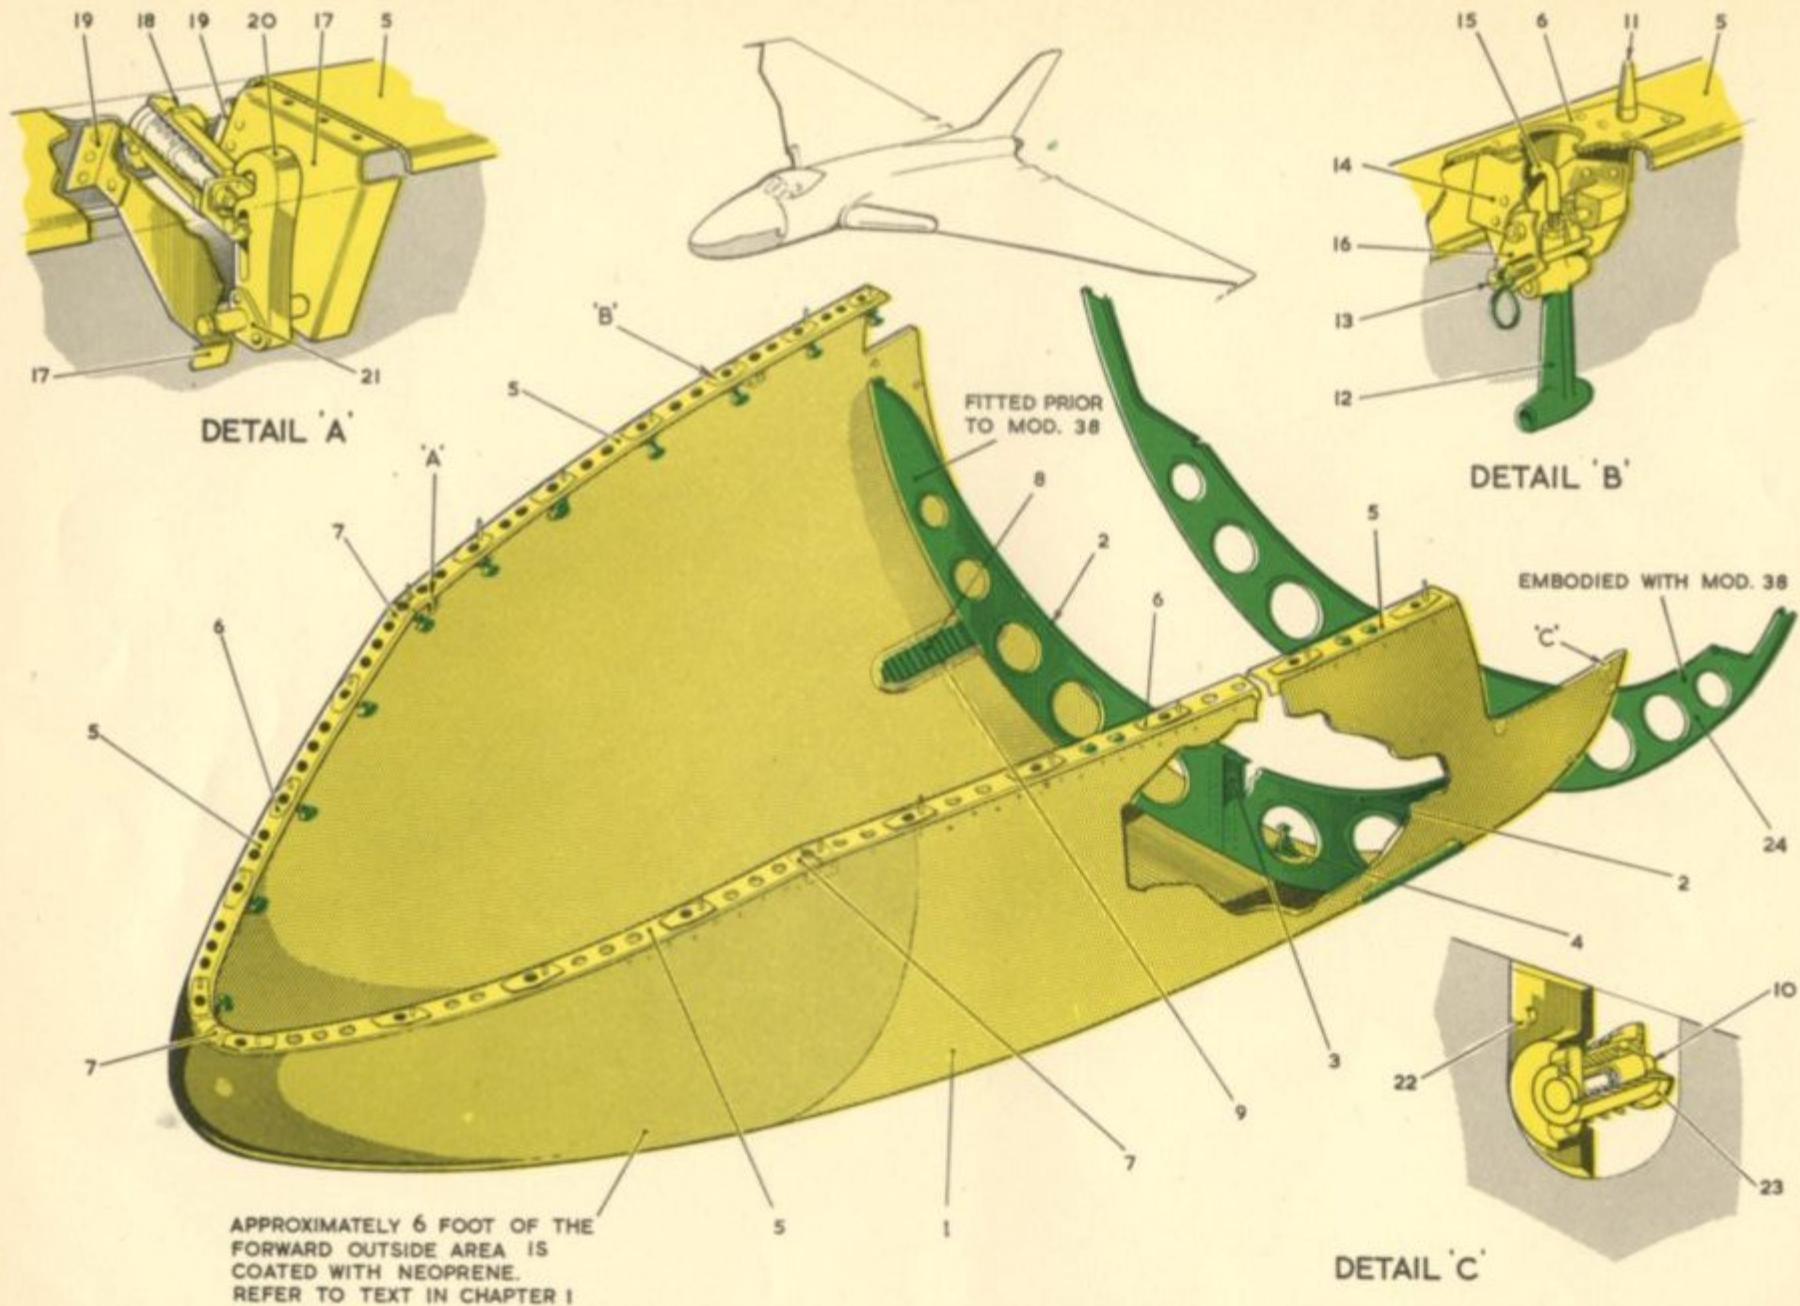 19 18 19 20 17 5
15 6 11 5
14
16
13
12
17 21
DETAIL 'A'
DETAIL 'B'
'B'
5
'A'
7
6
5
FITTED PRIOR
TO MOD. 38
8
2
6
5
EMBODIED WITH MOD. 38
'C'
24
2
4
3
9
7
7
5
1
10
22
23
APPROXIMATELY 6 FOOT OF THE
FORWARD OUTSIDE AREA IS
COATED WITH NEOPRENE.
REFER TO TEXT IN CHAPTER 1
DETAIL 'C'